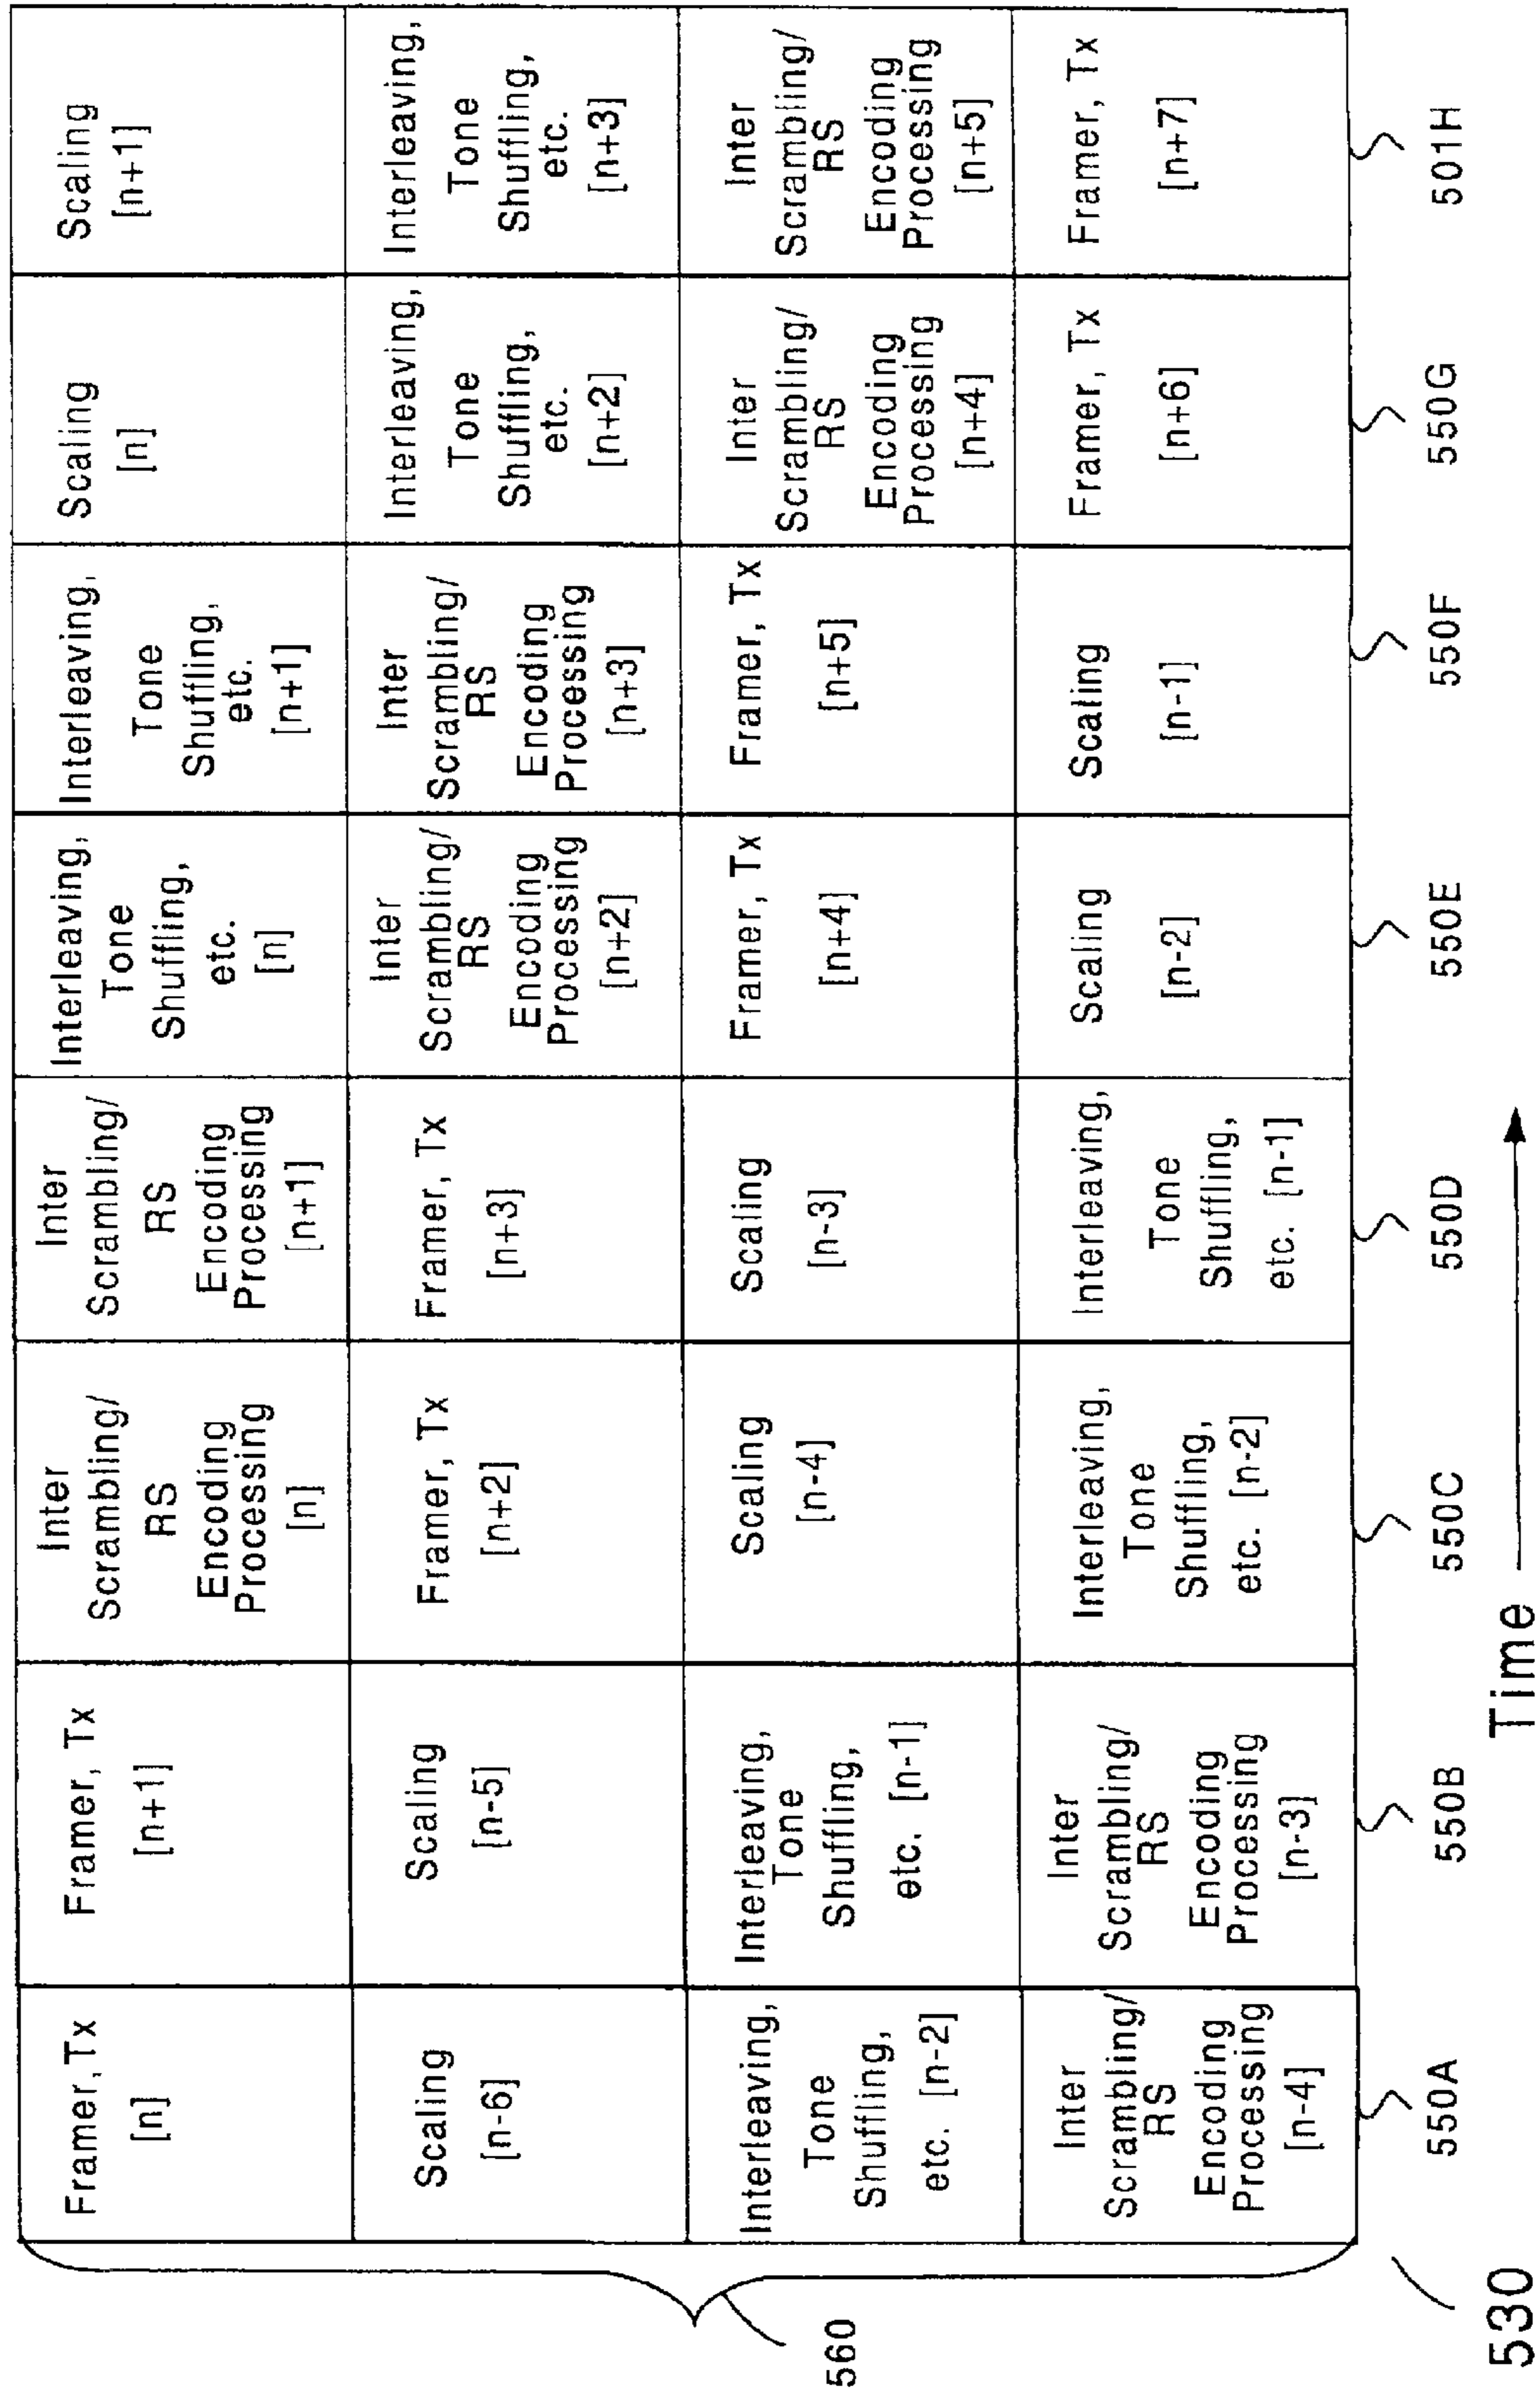 Framer,Tx
[n]
Framer, Tx
[n+1]
Inter
Scrambling/
RS
Encoding
Processing
[n]
Inter
Scrambling/
RS
Encoding
Processing
[n+1]
Interleaving,
Tone
Shuffling,
etc.
[n]
Interleaving,
Tone
Shuffling,
etc.
[n+1]
Scaling
[n]
Scaling
[n+1]
Scaling
[n-6]
Scaling
[n-5]
Framer, Tx
[n+2]
Framer, Tx
[n+3]
Inter
Scrambling/
RS
Encoding
Processing
[n+2]
Inter
Scrambling/
RS
Encoding
Processing
[n+3]
Interleaving,
Tone
Shuffling,
etc.
[n+2]
Interleaving,
Tone
Shuffling,
etc.
[n+3]
Interleaving,
Tone
Shuffling,
etc. [n-2]
Interleaving,
Tone
Shuffling,
etc. [n-1]
Scaling
[n-4]
Scaling
[n-3]
Framer, Tx
[n+4]
Framer, Tx
[n+5]
Inter
Scrambling/
RS
Encoding
Processing
[n+4]
Inter
Scrambling/
RS
Encoding
Processing
[n+5]
Inter
Scrambling/
RS
Encoding
Processing
[n-4]
Inter
Scrambling/
RS
Encoding
Processing
[n-3]
Interleaving,
Tone
Shuffling,
etc. [n-2]
Interleaving,
Tone
Shuffling,
etc. [n-1]
Scaling
[n-2]
Scaling
[n-1]
Framer, Tx
[n+6]
Framer, Tx
[n+7]
560
550A
550B
550C
550D
550E
550F
550G
501H
530
Time